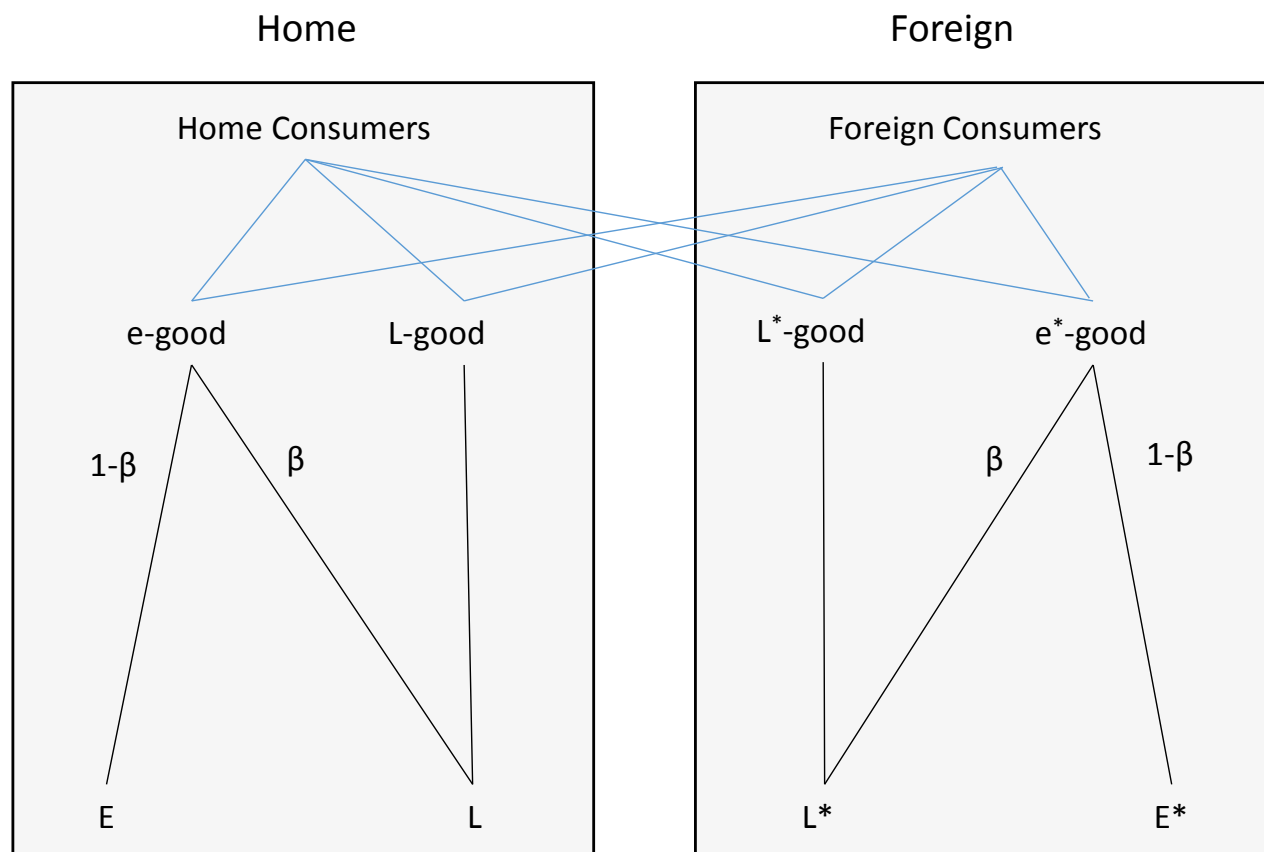 Home
Foreign
Home Consumers
Foreign Consumers
e-good
L-good
L*-good
e*-good
1-β
β
β
1-β
E
L
L*
E*